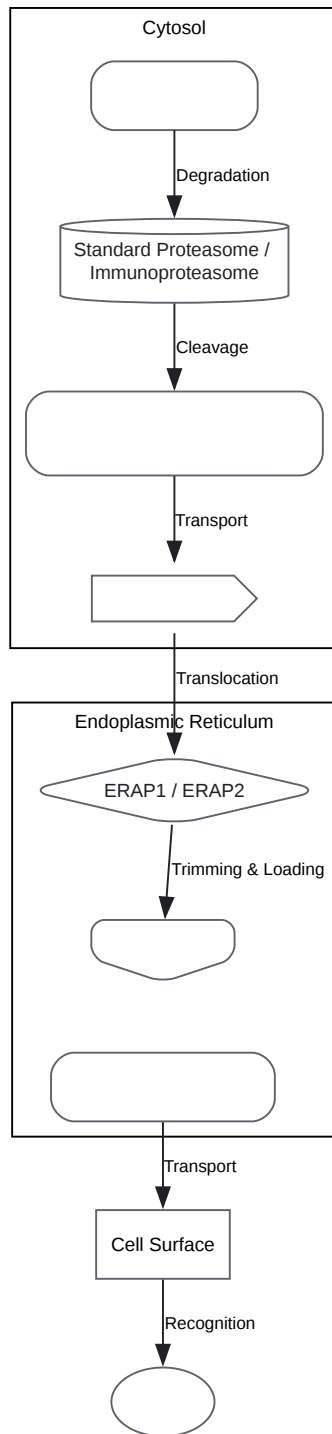 Cytosol
Degradation
Standard Proteasome /
Immunoproteasome
Cleavage
Transport
Translocation
Endoplasmic Reticulum
ERAP1 / ERAP2
Trimming & Loading
Transport
Cell Surface
Recognition